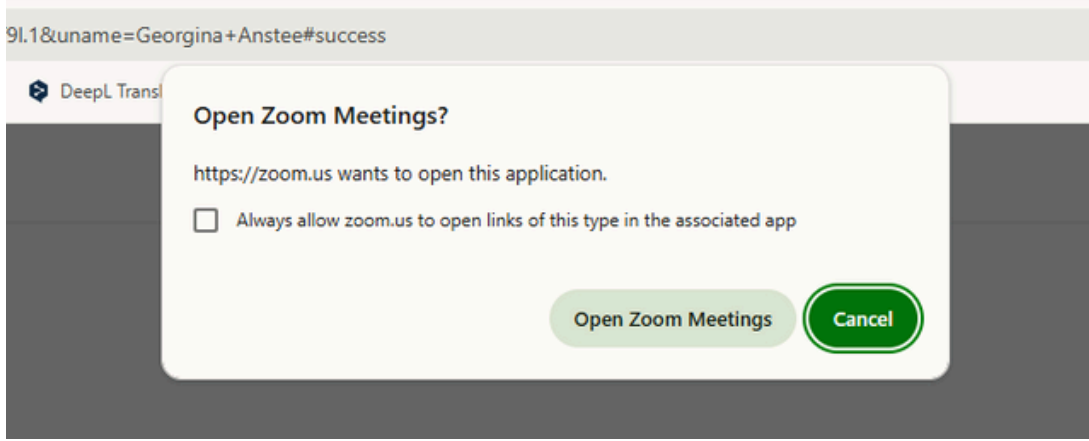 9l.1&uname=Georgina+Anstee#success
DeepL Transl
Open Zoom Meetings?
https://zoom.us wants to open this application.
Always allow zoom.us to open links of this type in the associated app
Open Zoom Meetings
Cancel